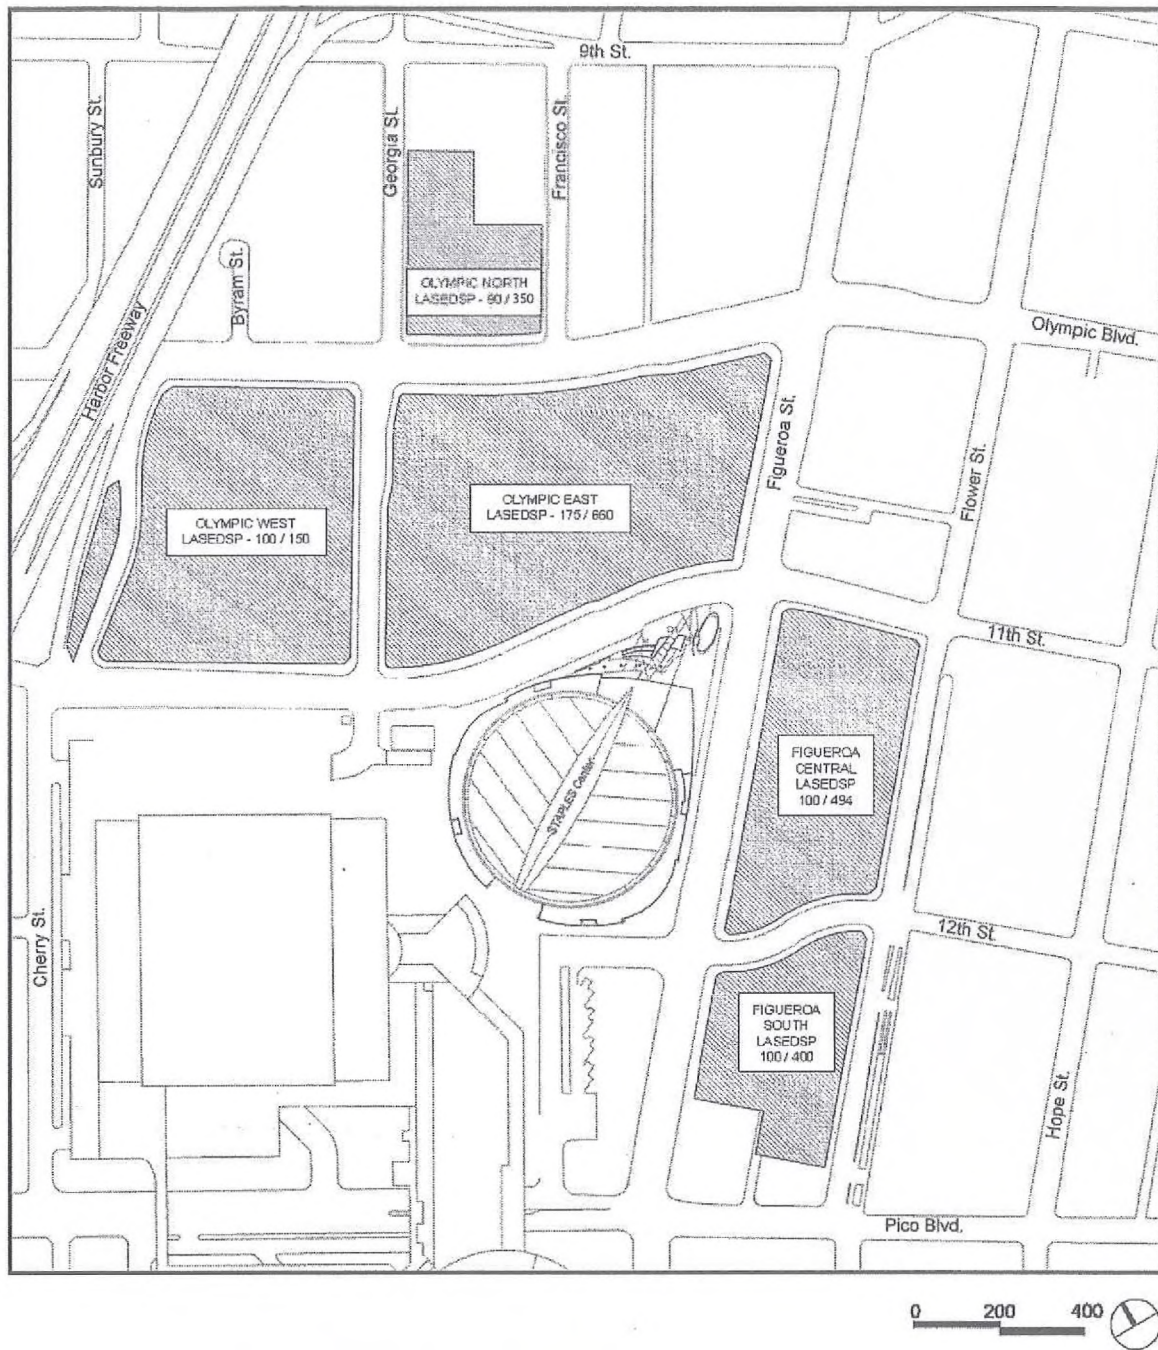 9th St.
Sunbury St.
Georgia St.
Francisco St.
Byram St.
OLYMPIC NORTH
LASEDSP - 80 / 350
Harbor Freeway
Olympic Blvd.
Figueroa St.
Flower St.
OLYMPIC EAST
LASEDSP - 175 / 660
OLYMPIC WEST
LASEDSP - 100 / 150
11th St.
FIGUEROA
CENTRAL
LASEDSP
100 / 494
STAPLES Center
12th St.
Cherry St.
FIGUEROA
SOUTH
LASEDSP
100 / 400
Hope St.
Pico Blvd.
0 200 400